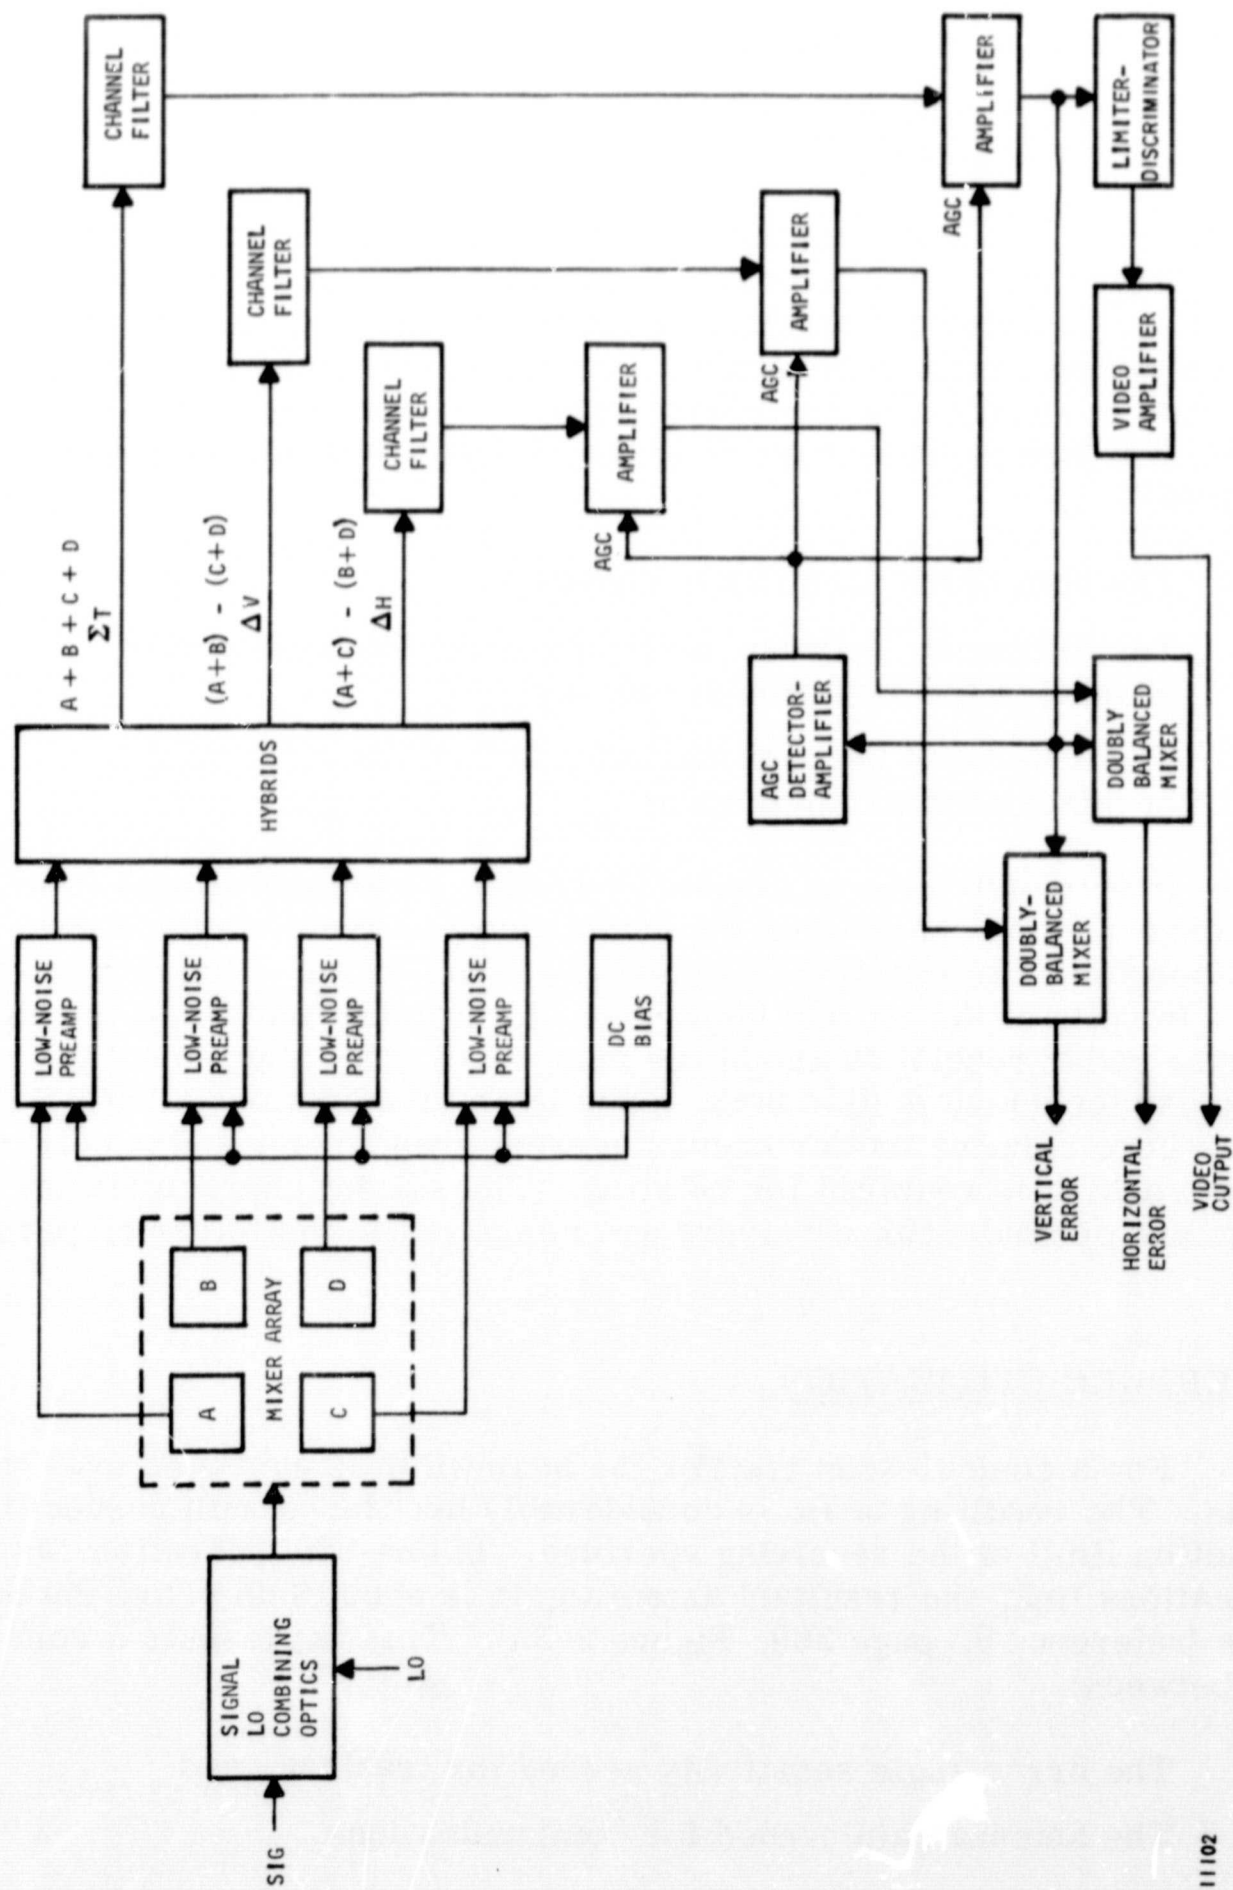 SIG
SIGNAL
LO
COMBINING
OPTICS
LO
A
B
MIXER ARRAY
C
D
LOW-NOISE
PREAMP
LOW-NOISE
PREAMP
LOW-NOISE
PREAMP
LOW-NOISE
PREAMP
DC
BIAS
HYBRIDS
A + B + C + D
ΣT
(A+B) - (C+D)
ΔV
(A+C) - (B+D)
ΔH
CHANNEL
FILTER
CHANNEL
FILTER
CHANNEL
FILTER
AGC
AMPLIFIER
AGC
AMPLIFIER
AGC
AMPLIFIER
AGC
DETECTOR-
AMPLIFIER
LIMITER-
DISCRIMINATOR
VIDEO
AMPLIFIER
DOUBLY-
BALANCED
MIXER
DOUBLY
BALANCED
MIXER
VERTICAL
ERROR
HORIZONTAL
ERROR
VIDEO
CUTPUT
11102